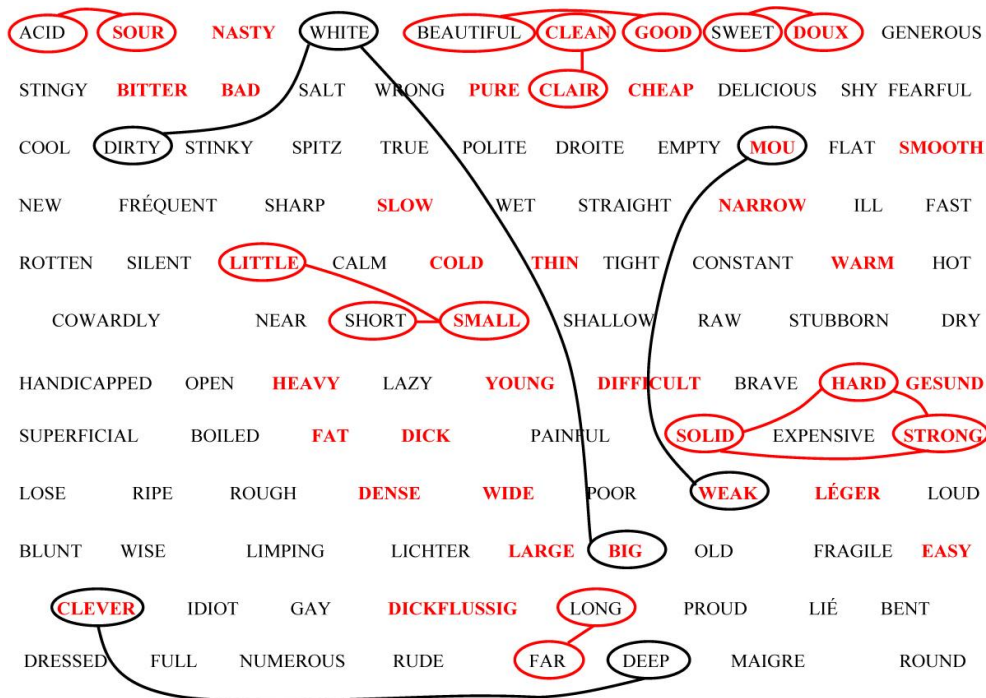 ACID SOUR NASTY WHITE BEAUTIFUL CLEAN GOOD SWEET DOUX GENEROUS
STINGY BITTER BAD SALT WRONG PURE CLAIR CHEAP DELICIOUS SHY FEARFUL
COOL DIRTY STINKY SPITZ TRUE POLITE DROITE EMPTY MOU FLAT SMOOTH
NEW FRÉQUENT SHARP SLOW WET STRAIGHT NARROW ILL FAST
ROTTEN SILENT LITTLE CALM COLD THIN TIGHT CONSTANT WARM HOT
COWARDLY NEAR SHORT SMALL SHALLOW RAW STUBBORN DRY
HANDICAPPED OPEN HEAVY LAZY YOUNG DIFFICULT BRAVE HARD GESUND
SUPERFICIAL BOILED FAT DICK PAINFUL SOLID EXPENSIVE STRONG
LOSE RIPE ROUGH DENSE WIDE POOR WEAK LÉGER LOUD
BLUNT WISE LIMPING LICHTER LARGE BIG OLD FRAGILE EASY
CLEVER IDIOT GAY DICKFLUSSIG LONG PROUD LIÉ BENT
DRESSED FULL NUMEROUS RUDE FAR DEEP MAIGRE ROUND